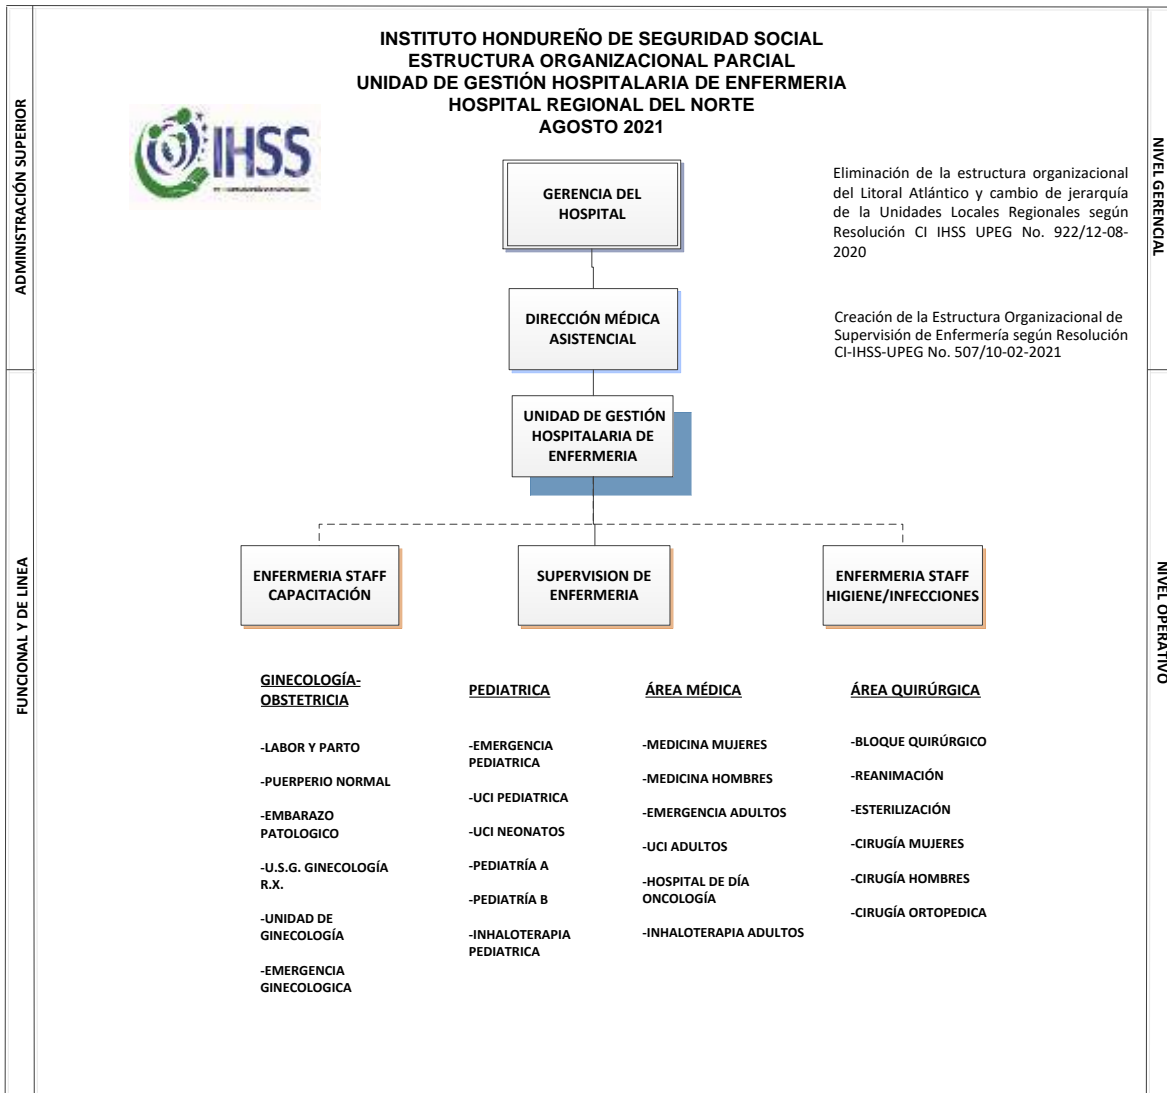 INSTITUTO HONDUREÑO DE SEGURIDAD SOCIAL
ESTRUCTURA ORGANIZACIONAL PARCIAL
UNIDAD DE GESTIÓN HOSPITALARIA DE ENFERMERIA
HOSPITAL REGIONAL DEL NORTE
AGOSTO 2021
IHSS
ADMINISTRACIÓN SUPERIOR
NIVEL GERENCIAL
GERENCIA DEL
HOSPITAL
Eliminación de la estructura organizacional
del Litoral Atlántico y cambio de jerarquía
de la Unidades Locales Regionales según
Resolución CI IHSS UPEG No. 922/12-08-
2020
DIRECCIÓN MÉDICA
ASISTENCIAL
Creación de la Estructura Organizacional de
Supervisión de Enfermería según Resolución
CI-IHSS-UPEG No. 507/10-02-2021
UNIDAD DE GESTIÓN
HOSPITALARIA DE
ENFERMERIA
FUNCIONAL Y DE LINEA
NIVEL OPERATIVO
ENFERMERIA STAFF
CAPACITACIÓN
SUPERVISION DE
ENFERMERIA
ENFERMERIA STAFF
HIGIENE/INFECCIONES
GINECOLOGÍA-
OBSTETRICIA
-LABOR Y PARTO
-PUERPERIO NORMAL
-EMBARAZO
PATOLOGICO
-U.S.G. GINECOLOGÍA
R.X.
-UNIDAD DE
GINECOLOGÍA
-EMERGENCIA
GINECOLOGICA
PEDIATRICA
-EMERGENCIA
PEDIATRICA
-UCI PEDIATRICA
-UCI NEONATOS
-PEDIATRÍA A
-PEDIATRÍA B
-INHALOTERAPIA
PEDIATRICA
ÁREA MÉDICA
-MEDICINA MUJERES
-MEDICINA HOMBRES
-EMERGENCIA ADULTOS
-UCI ADULTOS
-HOSPITAL DE DÍA
ONCOLOGÍA
-INHALOTERAPIA ADULTOS
ÁREA QUIRÚRGICA
-BLOQUE QUIRÚRGICO
-REANIMACIÓN
-ESTERILIZACIÓN
-CIRUGÍA MUJERES
-CIRUGÍA HOMBRES
-CIRUGÍA ORTOPEDICA